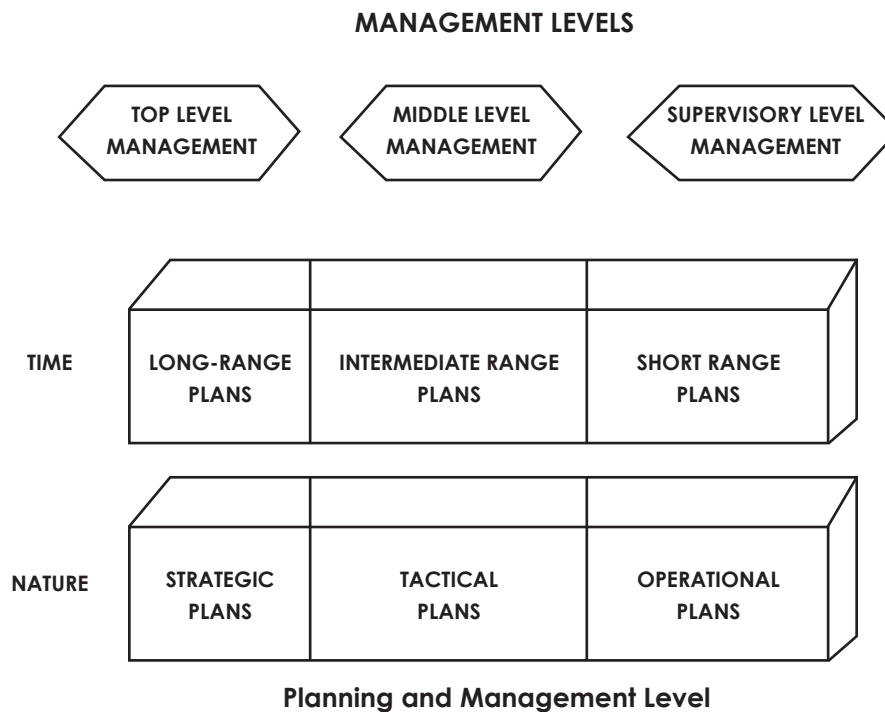 MANAGEMENT LEVELS
TOP LEVEL
MANAGEMENT
MIDDLE LEVEL
MANAGEMENT
SUPERVISORY LEVEL
MANAGEMENT
TIME
LONG-RANGE
PLANS
INTERMEDIATE RANGE
PLANS
SHORT RANGE
PLANS
NATURE
STRATEGIC
PLANS
TACTICAL
PLANS
OPERATIONAL
PLANS
Planning and Management Level